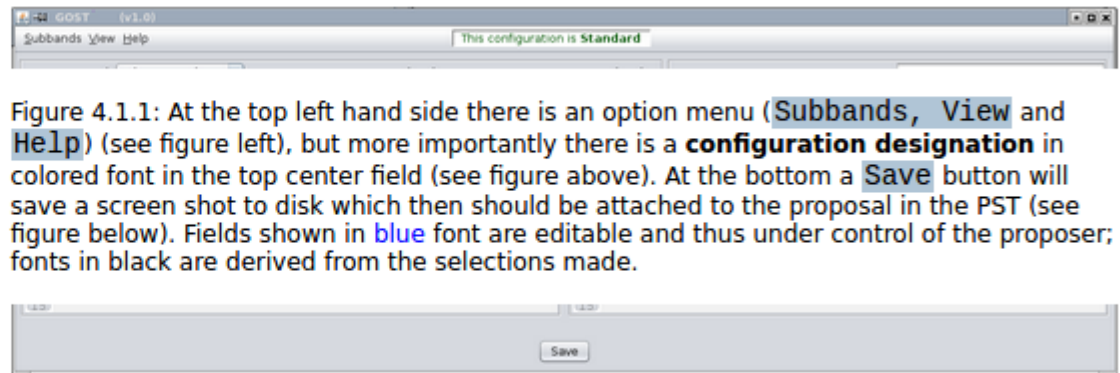 GOST (v1.0)
Subbands View Help
This configuration is Standard
Figure 4.1.1: At the top left hand side there is an option menu (Subbands, View and
Help) (see figure left), but more importantly there is a configuration designation in
colored font in the top center field (see figure above). At the bottom a Save button will
save a screen shot to disk which then should be attached to the proposal in the PST (see
figure below). Fields shown in blue font are editable and thus under control of the proposer;
fonts in black are derived from the selections made.
Save